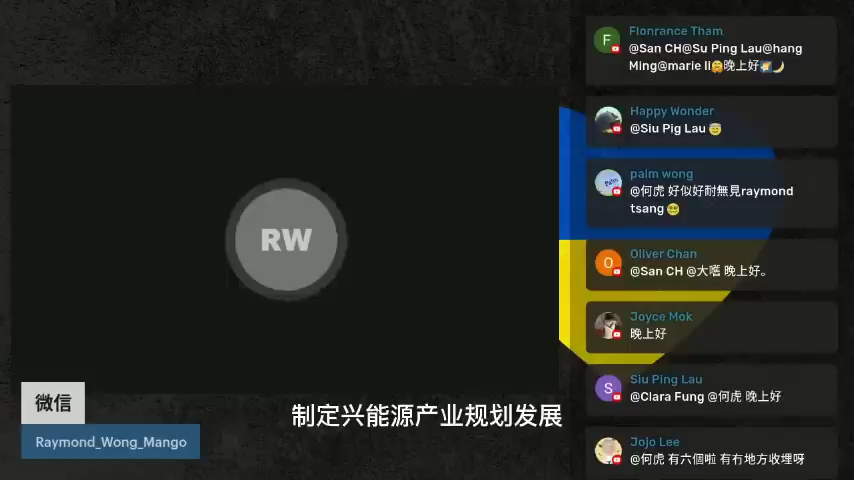 RW
微信
Raymond_Wong_Mango
制定兴能源产业规划发展
F
Flonrance Tham
@San CH@Su Ping Lau@hang
Ming@marie li🤗晚上好🌠🌙
Happy Wonder
@Siu Pig Lau 😇
palm wong
@何虎 好似好耐無見raymond
tsang 😊
O
Oliver Chan
@San CH @大嚿 晚上好。
Joyce Mok
晚上好
S
Siu Ping Lau
@Clara Fung @何虎 晚上好
Jojo Lee
@何虎 有六個啦 有冇地方收埋呀